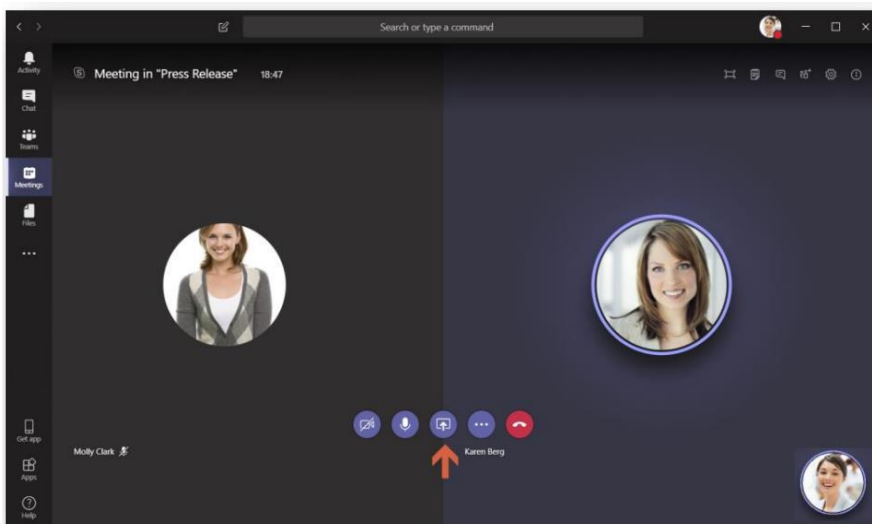 Search or type a command
Activity
Chat
Teams
Meetings
Files
Get app
Apps
Help
Meeting in "Press Release" 18:47
Molly Clark
Karen Berg